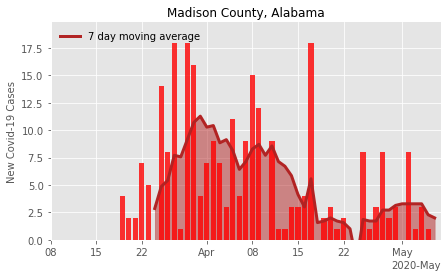 Madison County, Alabama
7 day moving average
New Covid-19 Cases
17.5
15.0
12.5
10.0
7.5
5.0
2.5
0.0
08
15
22
Apr
08
15
22
May
2020-May